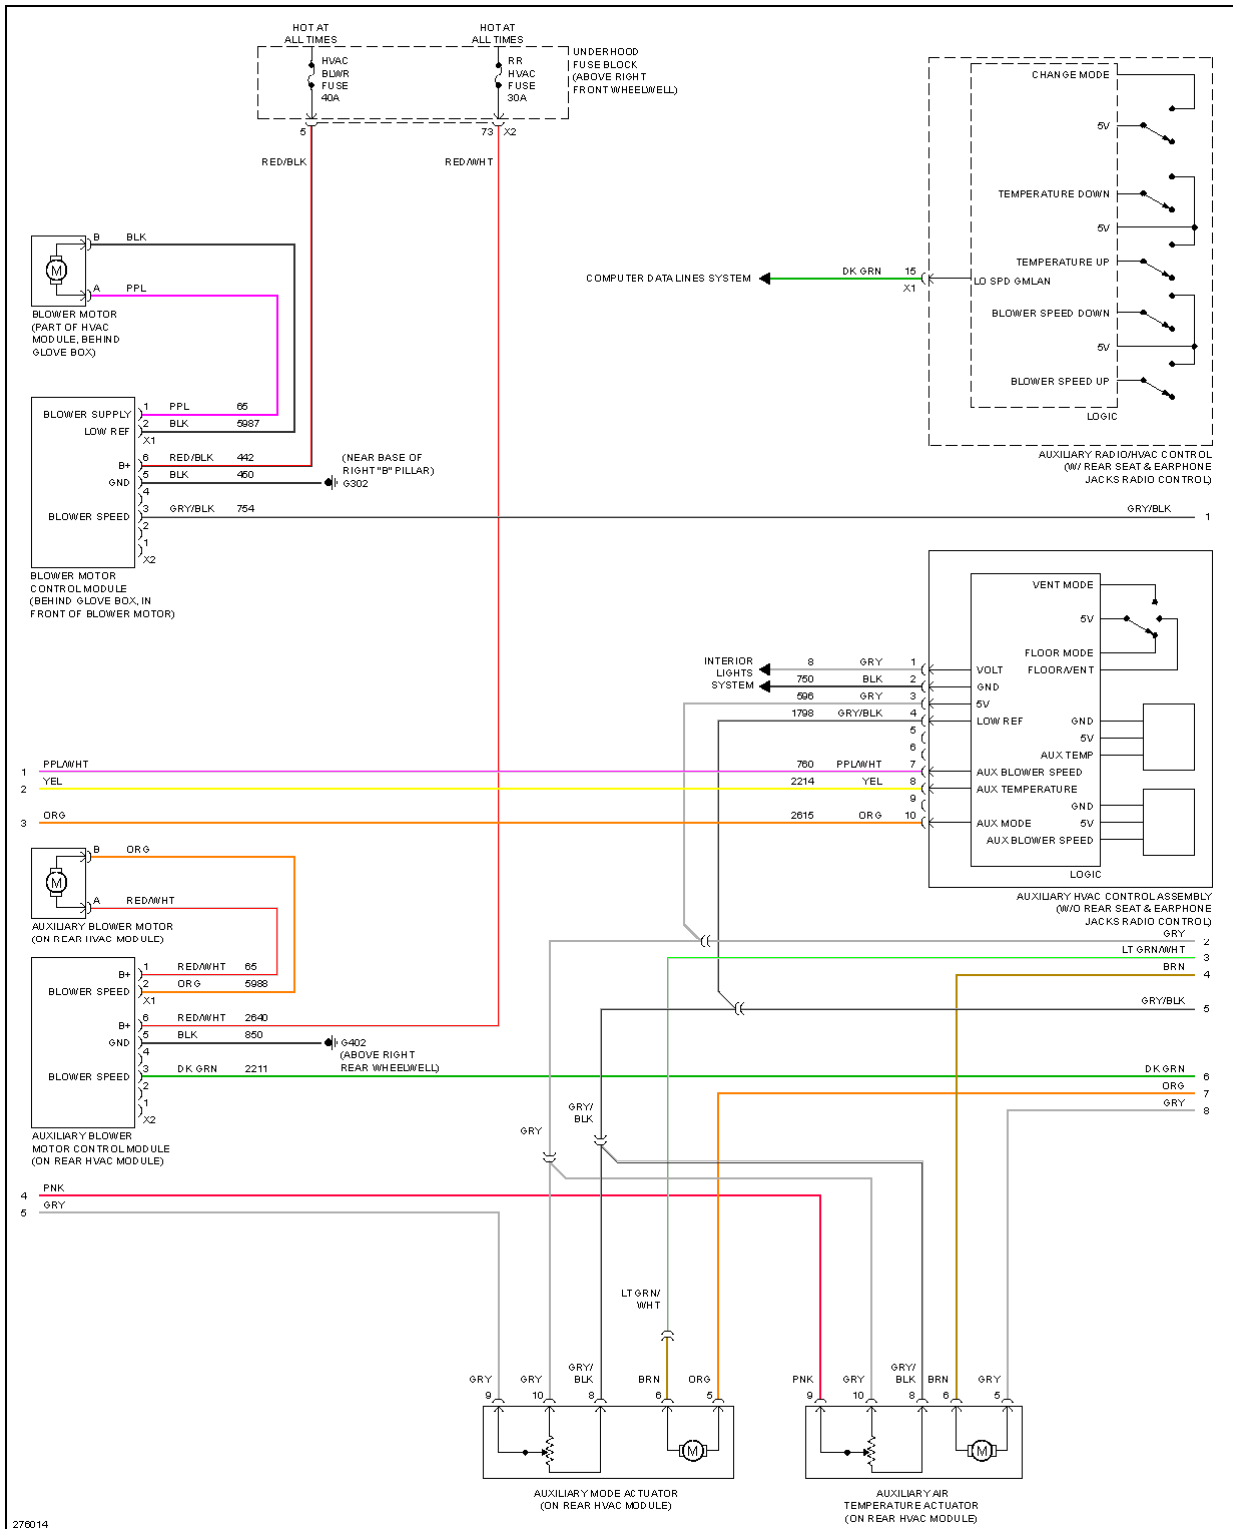 HOT AT
ALL TIMES
HOT AT
ALL TIMES
HVAC
BLWR
FUSE
40A
RR
HVAC
FUSE
30A
UNDERHOOD
FUSE BLOCK
(ABOVE RIGHT
FRONT WHEELWELL)
5
73 X2
RED/BLK
RED/WHT
CHANGE MODE
5V
TEMPERATURE DOWN
5V
TEMPERATURE UP
LO SPD GMLAN
BLOWER SPEED DOWN
5V
BLOWER SPEED UP
LOGIC
COMPUTER DATA LINES SYSTEM
DK GRN 15
X1
AUXILIARY RADIO/HVAC CONTROL
(W/ REAR SEAT & EARPHONE
JACKS RADIO CONTROL)
B BLK
M
A PPL
BLOWER MOTOR
(PART OF HVAC
MODULE, BEHIND
GLOVE BOX)
BLOWER SUPPLY 1 PPL 65
LOW REF 2 BLK 5987
X1
B+ 6 RED/BLK 442
GND 5 BLK 450
4
BLOWER SPEED 3 GRY/BLK 754
2
1
X2
(NEAR BASE OF
RIGHT "B" PILLAR)
G302
GRY/BLK 1
BLOWER MOTOR
CONTROL MODULE
(BEHIND GLOVE BOX, IN
FRONT OF BLOWER MOTOR)
VENT MODE
5V
FLOOR MODE
FLOOR/VENT
INTERIOR
LIGHTS
SYSTEM
8 GRY 1 VOLT
750 BLK 2 GND
596 GRY 3 5V
1798 GRY/BLK 4 LOW REF
5
6
GND
5V
AUX TEMP
1 PPL/WHT 760 PPL/WHT 7 AUX BLOWER SPEED
2 YEL 2214 YEL 8 AUX TEMPERATURE
9
3 ORG 2615 ORG 10 AUX MODE
GND
5V
AUX BLOWER SPEED
LOGIC
AUXILIARY HVAC CONTROL ASSEMBLY
(W/O REAR SEAT & EARPHONE
JACKS RADIO CONTROL)
B ORG
M
A RED/WHT
AUXILIARY BLOWER MOTOR
(ON REAR HVAC MODULE)
GRY 2
LT GRN/WHT 3
BRN 4
GRY/BLK 5
B+ 1 RED/WHT 65
BLOWER SPEED 2 ORG 5988
X1
B+ 6 RED/WHT 2640
GND 5 BLK 850
4
BLOWER SPEED 3 DK GRN 2211
2
1
X2
G402
(ABOVE RIGHT
REAR WHEELWELL)
DK GRN 6
ORG 7
GRY 8
AUXILIARY BLOWER
MOTOR CONTROL MODULE
(ON REAR HVAC MODULE)
GRY
GRY/
BLK
4 PNK
5 GRY
LT GRN/
WHT
GRY 9
GRY 10
GRY/
BLK 8
BRN 6
ORG 5
PNK 9
GRY 10
GRY/
BLK 8
BRN 6
GRY 5
M
M
AUXILIARY MODE ACTUATOR
(ON REAR HVAC MODULE)
AUXILIARY AIR
TEMPERATURE ACTUATOR
(ON REAR HVAC MODULE)
276014